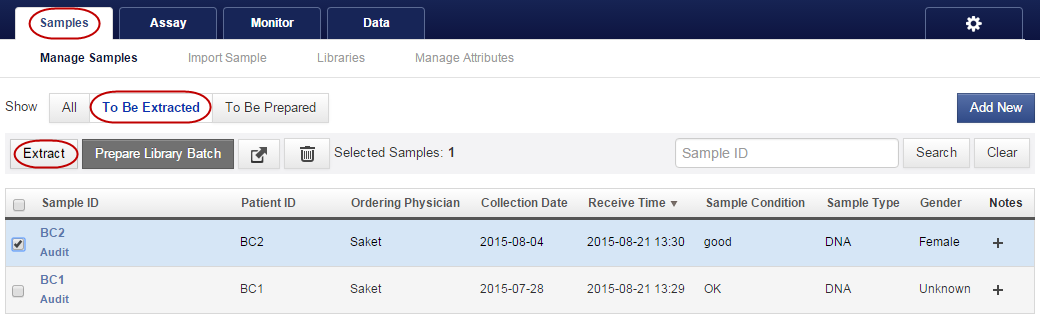 Samples Assay Monitor Data
Manage Samples Import Sample Libraries Manage Attributes
Show All To Be Extracted To Be Prepared Add New
Extract Prepare Library Batch Selected Samples: 1 Sample ID Search Clear
Sample ID Patient ID Ordering Physician Collection Date Receive Time ▼ Sample Condition Sample Type Gender Notes
BC2 BC2 Saket 2015-08-04 2015-08-21 13:30 good DNA Female +
Audit
BC1 BC1 Saket 2015-07-28 2015-08-21 13:29 OK DNA Unknown +
Audit